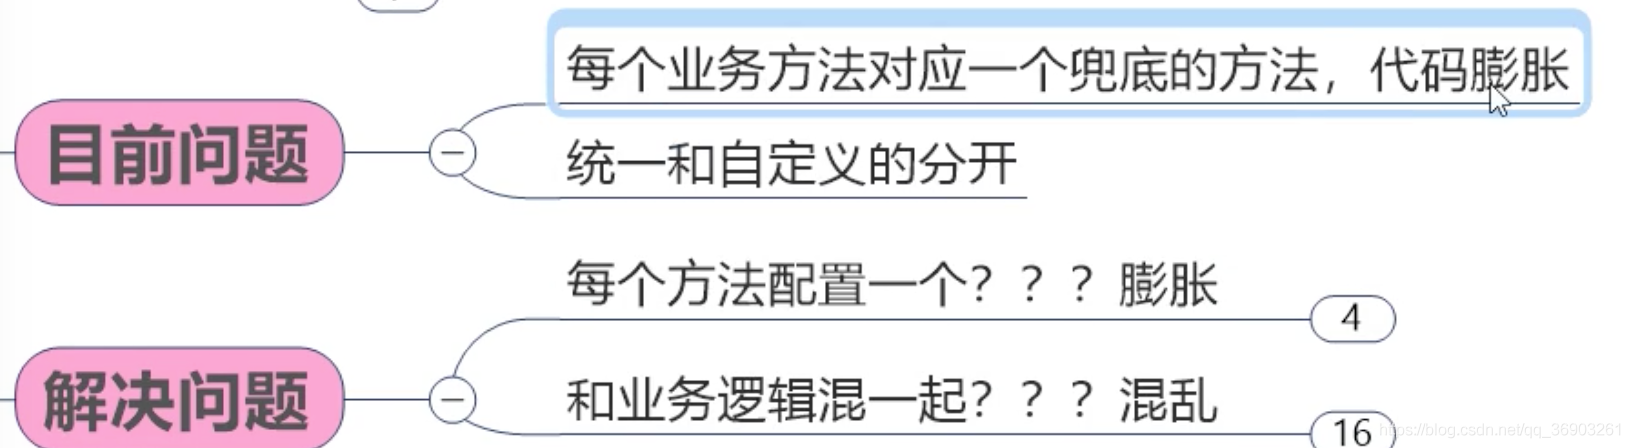 目前问题
每个业务方法对应一个兜底的方法，代码膨胀
统一和自定义的分开
解决问题
每个方法配置一个？？？膨胀
4
和业务逻辑混一起？？？混乱
16
https://blog.csdn.net/qq_36903261